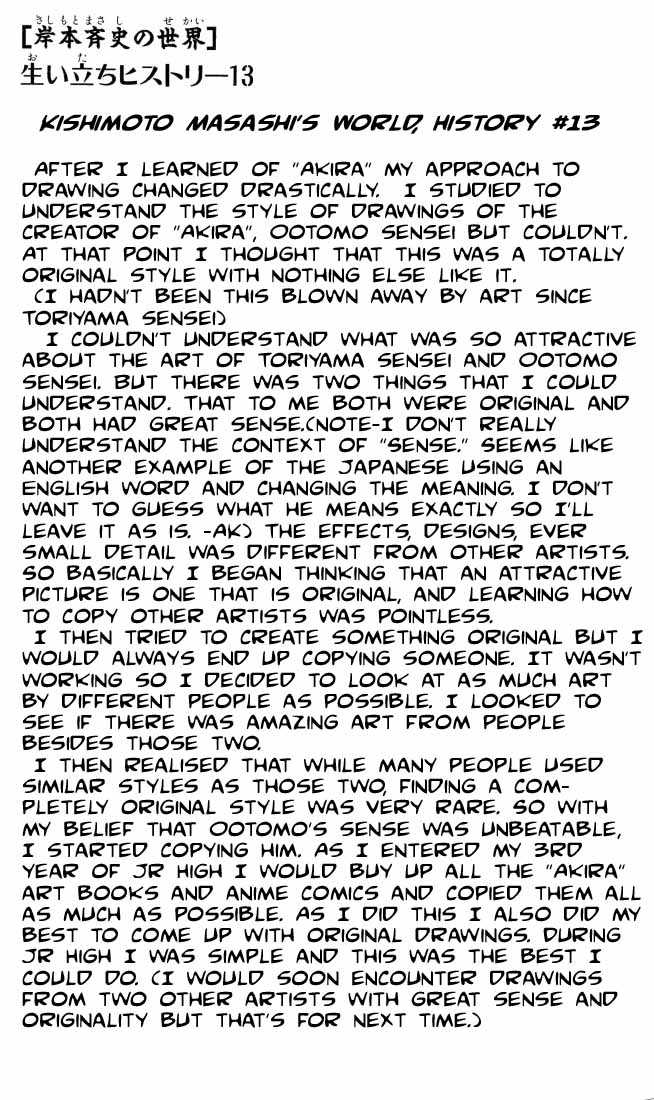 きしもとまさし せかい
[岸本斉史の世界]
お た
生い立ちヒストリー13
KISHIMOTO MASASHI'S WORLD, HISTORY #13
AFTER I LEARNED OF "AKIRA" MY APPROACH TO
DRAWING CHANGED DRASTICALLY. I STUDIED TO
UNDERSTAND THE STYLE OF DRAWINGS OF THE
CREATOR OF "AKIRA", OOTOMO SENSEI BUT COULDN'T.
AT THAT POINT I THOUGHT THAT THIS WAS A TOTALLY
ORIGINAL STYLE WITH NOTHING ELSE LIKE IT.
(I HADN'T BEEN THIS BLOWN AWAY BY ART SINCE
TORIYAMA SENSEI)
I COULDN'T UNDERSTAND WHAT WAS SO ATTRACTIVE
ABOUT THE ART OF TORIYAMA SENSEI AND OOTOMO
SENSEI. BUT THERE WAS TWO THINGS THAT I COULD
UNDERSTAND. THAT TO ME BOTH WERE ORIGINAL AND
BOTH HAD GREAT SENSE.(NOTE-I DON'T REALLY
UNDERSTAND THE CONTEXT OF "SENSE." SEEMS LIKE
ANOTHER EXAMPLE OF THE JAPANESE USING AN
ENGLISH WORD AND CHANGING THE MEANING. I DON'T
WANT TO GUESS WHAT HE MEANS EXACTLY SO I'LL
LEAVE IT AS IS. -AK) THE EFFECTS, DESIGNS, EVER
SMALL DETAIL WAS DIFFERENT FROM OTHER ARTISTS.
SO BASICALLY I BEGAN THINKING THAT AN ATTRACTIVE
PICTURE IS ONE THAT IS ORIGINAL, AND LEARNING HOW
TO COPY OTHER ARTISTS WAS POINTLESS.
I THEN TRIED TO CREATE SOMETHING ORIGINAL BUT I
WOULD ALWAYS END UP COPYING SOMEONE. IT WASN'T
WORKING SO I DECIDED TO LOOK AT AS MUCH ART
BY DIFFERENT PEOPLE AS POSSIBLE. I LOOKED TO
SEE IF THERE WAS AMAZING ART FROM PEOPLE
BESIDES THOSE TWO.
I THEN REALISED THAT WHILE MANY PEOPLE USED
SIMILAR STYLES AS THOSE TWO, FINDING A COM-
PLETELY ORIGINAL STYLE WAS VERY RARE. SO WITH
MY BELIEF THAT OOTOMO'S SENSE WAS UNBEATABLE,
I STARTED COPYING HIM. AS I ENTERED MY 3RD
YEAR OF JR HIGH I WOULD BUY UP ALL THE "AKIRA"
ART BOOKS AND ANIME COMICS AND COPIED THEM ALL
AS MUCH AS POSSIBLE. AS I DID THIS I ALSO DID MY
BEST TO COME UP WITH ORIGINAL DRAWINGS. DURING
JR HIGH I WAS SIMPLE AND THIS WAS THE BEST I
COULD DO. (I WOULD SOON ENCOUNTER DRAWINGS
FROM TWO OTHER ARTISTS WITH GREAT SENSE AND
ORIGINALITY BUT THAT'S FOR NEXT TIME.)